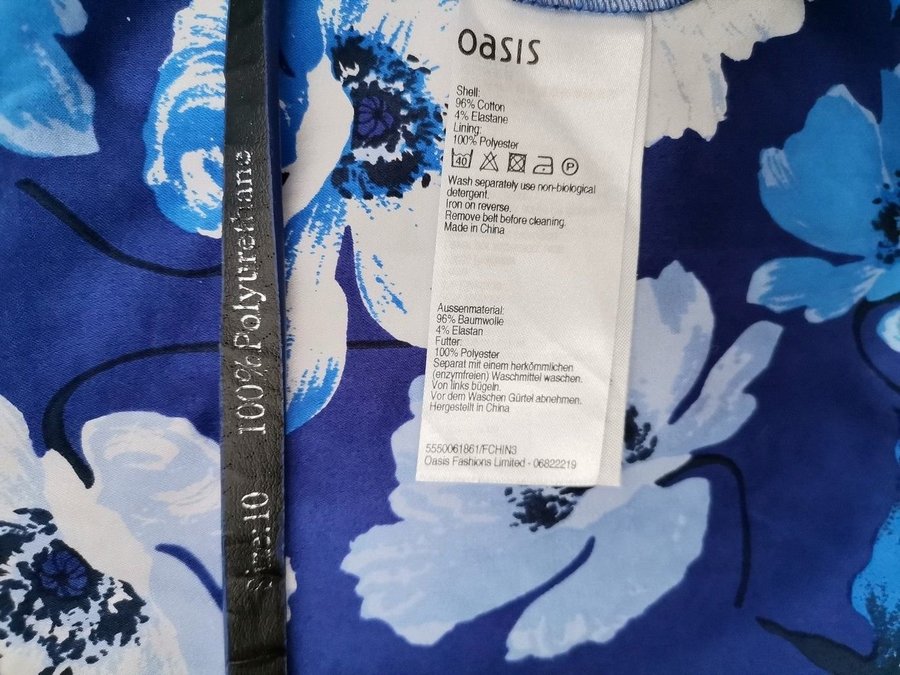 oasis
Shell:
96% Cotton
4% Elastane
Lining:
100% Polyester
40 P
Wash separately use non-biological
detergent.
Iron on reverse.
Remove belt before cleaning.
Made in China
Aussenmaterial:
96% Baumwolle
4% Elastan
Futter:
100% Polyester
Separat mit einem herkömmlichen
(enzymfreien) Waschmittel waschen.
Von links bügeln.
Vor dem Waschen Gürtel abnehmen.
Hergestellt in China
5550061861/FCHIN3
Oasis Fashions Limited - 06822219
Size:10 100%Polyurethane